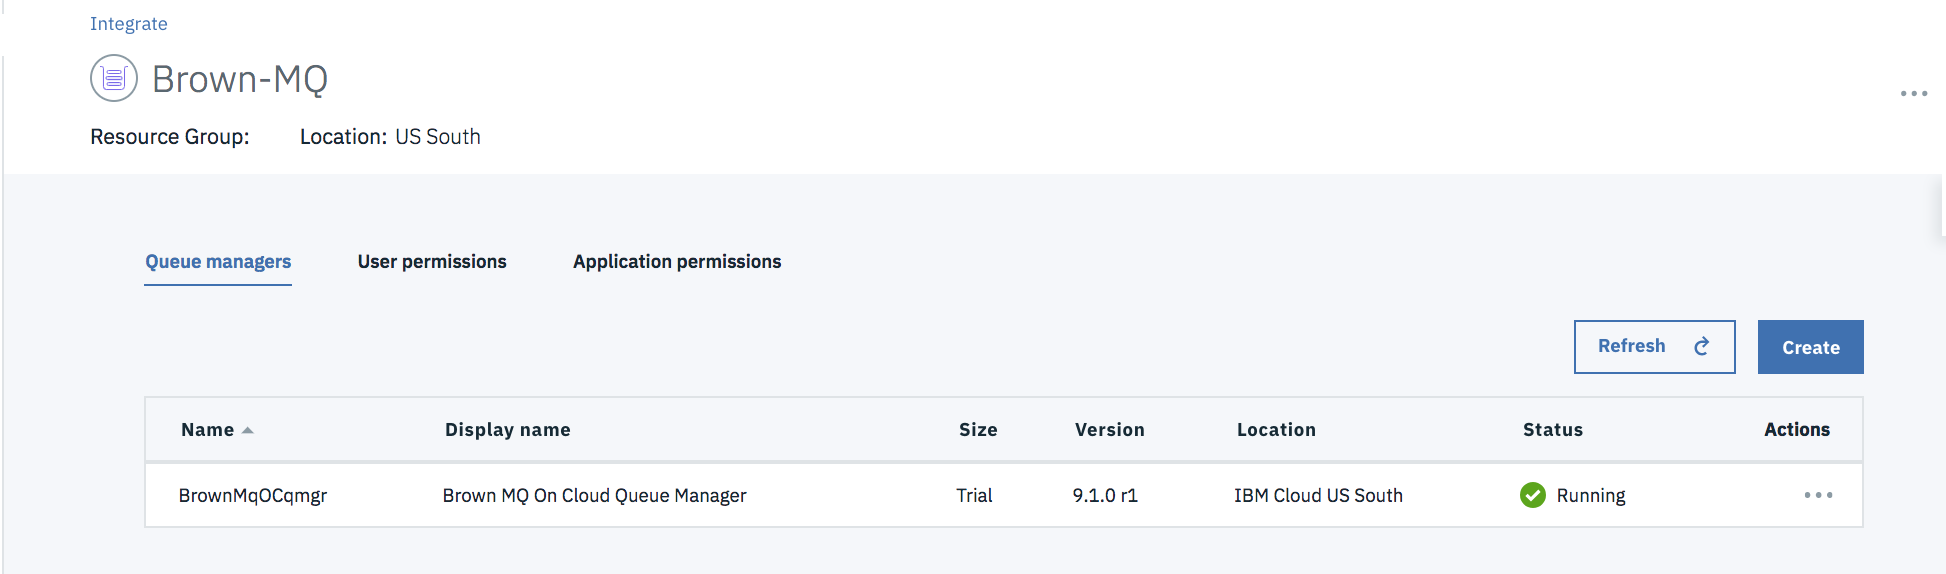 Integrate
Brown-MQ
Resource Group: Location: US South
Queue managers User permissions Application permissions
Refresh Create
Name Display name Size Version Location Status Actions
BrownMqOCqmgr Brown MQ On Cloud Queue Manager Trial 9.1.0 r1 IBM Cloud US South Running